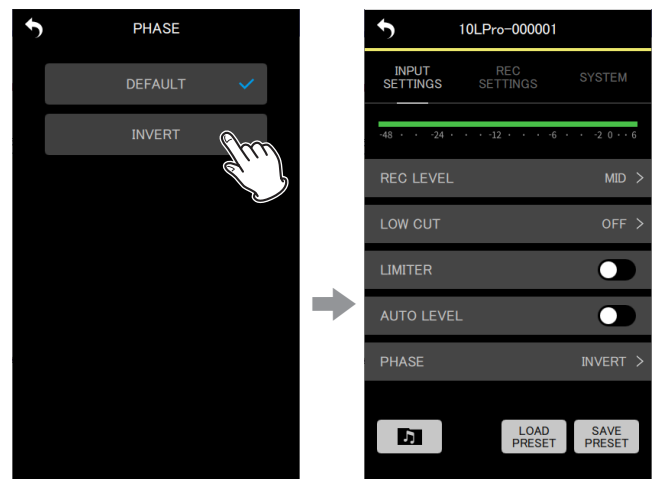 PHASE
DEFAULT
INVERT
10LPro-000001
INPUT
SETTINGS
REC
SETTINGS
SYSTEM
-48 · · -24 · · · -12 · · · -6 · · -2 0 · · 6
REC LEVEL MID >
LOW CUT OFF >
LIMITER
AUTO LEVEL
PHASE INVERT >
LOAD
PRESET
SAVE
PRESET